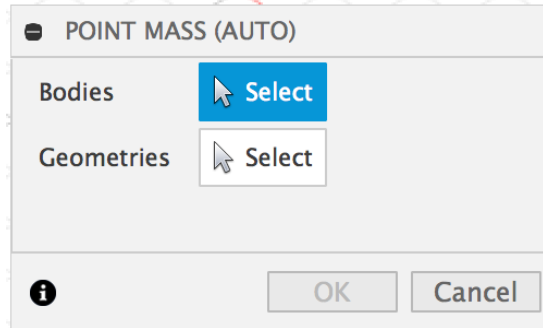 POINT MASS (AUTO)
Bodies Select
Geometries Select
OK Cancel